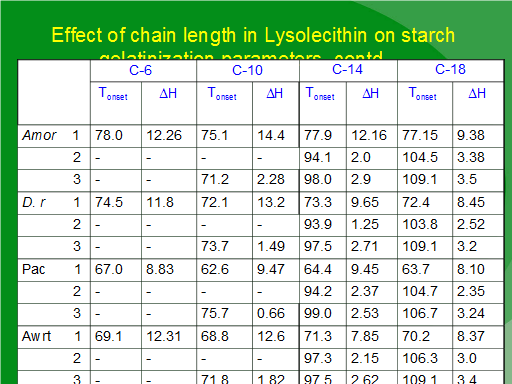 Effect of chain length in Lysolecithin on starch
gelatinization parameters, contd
C-6 C-10 C-14 C-18
Tonset ΔH Tonset ΔH Tonset ΔH Tonset ΔH
Amor 1 78.0 12.26 75.1 14.4 77.9 12.16 77.15 9.38
2 - - - - 94.1 2.0 104.5 3.38
3 - - 71.2 2.28 98.0 2.9 109.1 3.5
D. r 1 74.5 11.8 72.1 13.2 73.3 9.65 72.4 8.45
2 - - - - 93.9 1.25 103.8 2.52
3 - - 73.7 1.49 97.5 2.71 109.1 3.2
Pac 1 67.0 8.83 62.6 9.47 64.4 9.45 63.7 8.10
2 - - - - 94.2 2.37 104.7 2.35
3 - - 75.7 0.66 99.0 2.53 106.7 3.24
Awrt 1 69.1 12.31 68.8 12.6 71.3 7.85 70.2 8.37
2 - - - - 97.3 2.15 106.3 3.0
3 - - 71.8 1.82 97.5 2.62 109.1 3.4